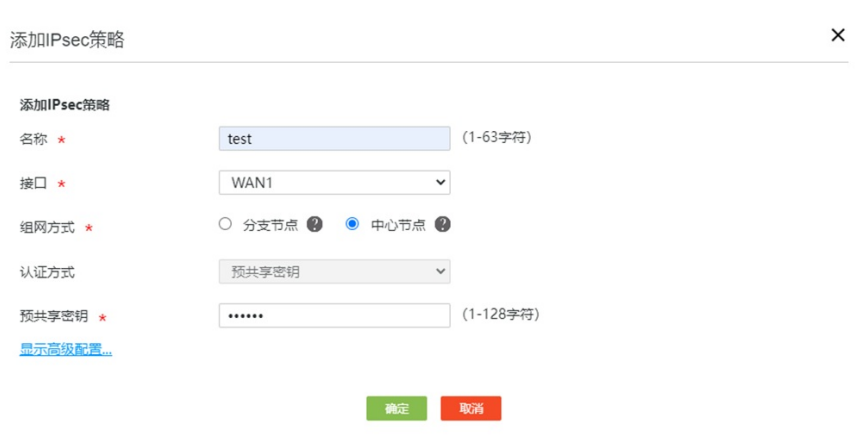 添加IPsec策略
添加IPsec策略
名称 * test (1-63字符)
接口 * WAN1
组网方式 * 分支节点 ? 中心节点 ?
认证方式 预共享密钥
预共享密钥 * •••••• (1-128字符)
显示高级配置...
确定 取消